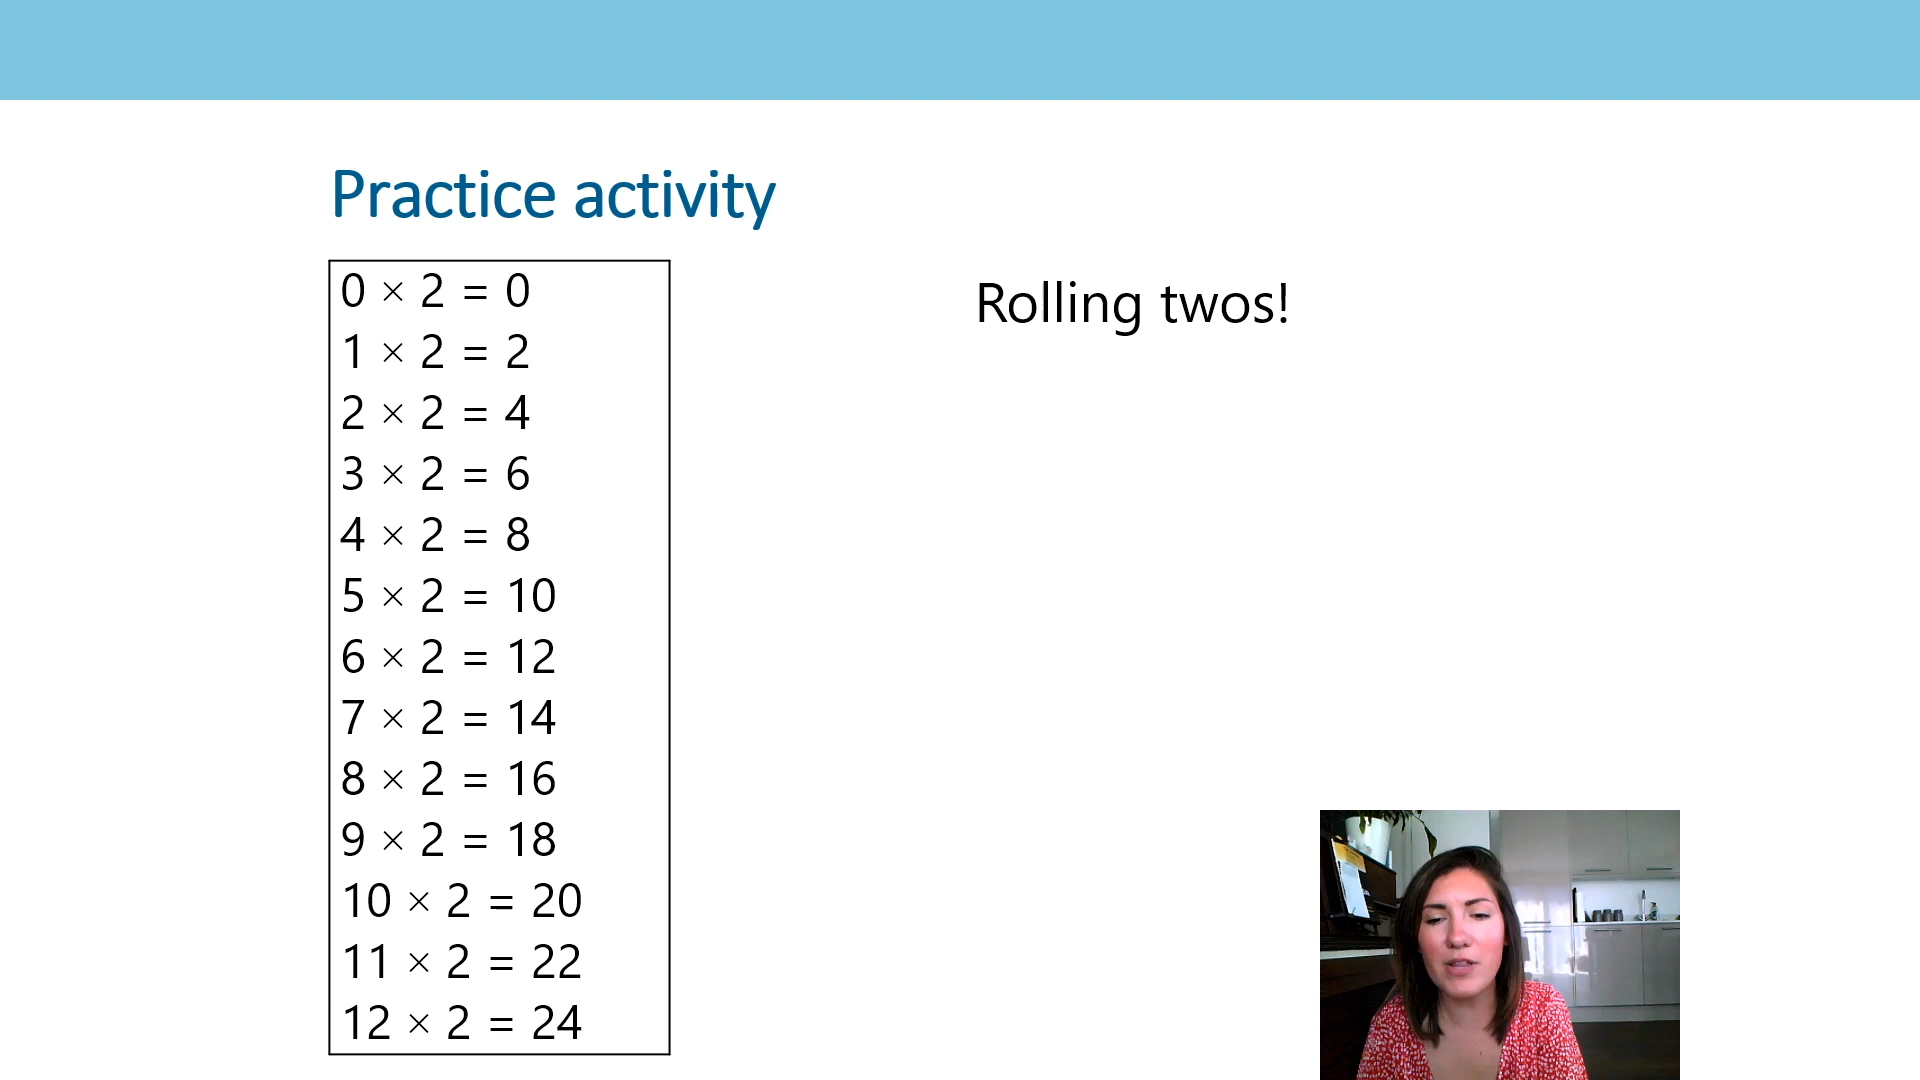 Practice activity
0 × 2 = 0
1 × 2 = 2
2 × 2 = 4
3 × 2 = 6
4 × 2 = 8
5 × 2 = 10
6 × 2 = 12
7 × 2 = 14
8 × 2 = 16
9 × 2 = 18
10 × 2 = 20
11 × 2 = 22
12 × 2 = 24
Rolling twos!